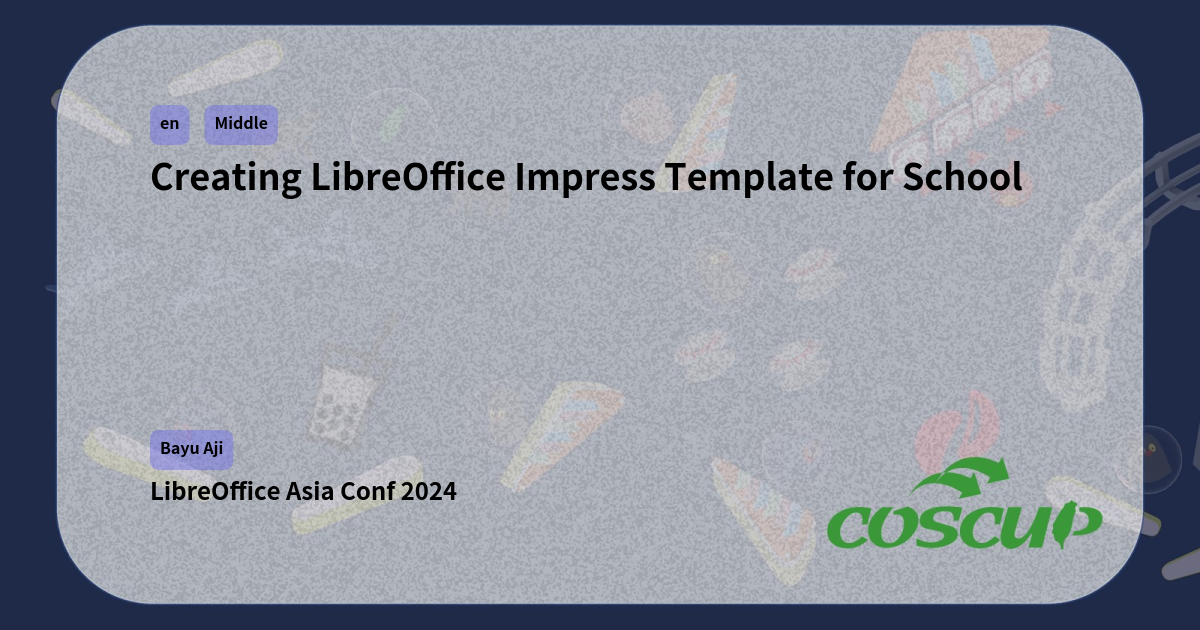 en Middle
Creating LibreOffice Impress Template for School
Bayu Aji
LibreOffice Asia Conf 2024
COSCUP